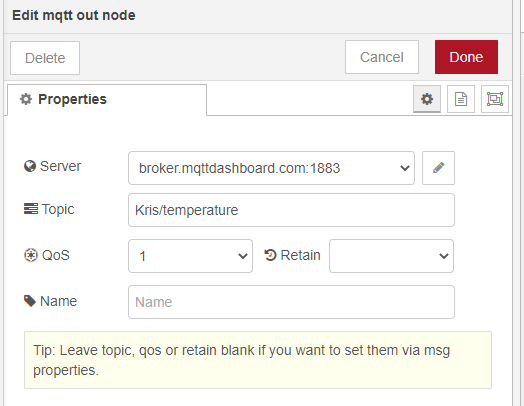 Edit mqtt out node
Delete
Cancel
Done
Properties
Server
broker.mqttdashboard.com:1883
Topic
Kris/temperature
QoS
1
Retain
Name
Name
Tip: Leave topic, qos or retain blank if you want to set them via msg
properties.